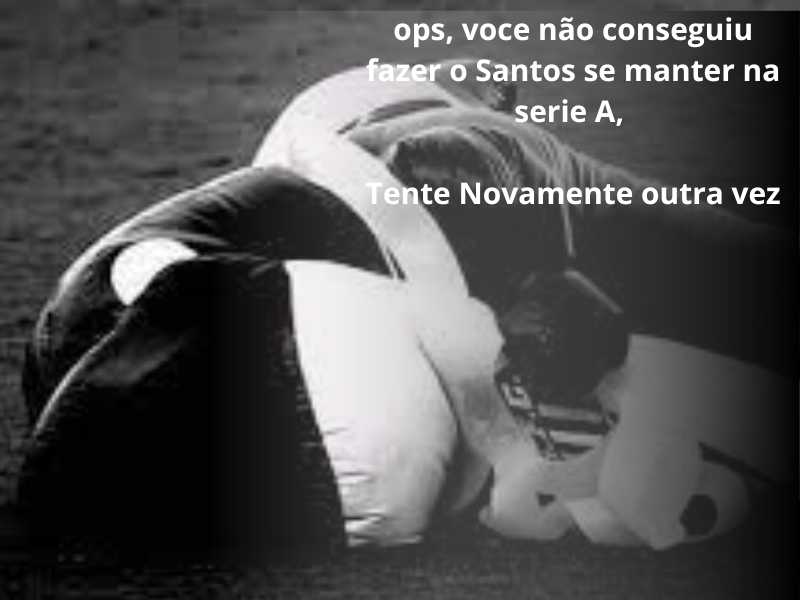 ops, voce não conseguiu
fazer o Santos se manter na
serie A,
Tente Novamente outra vez